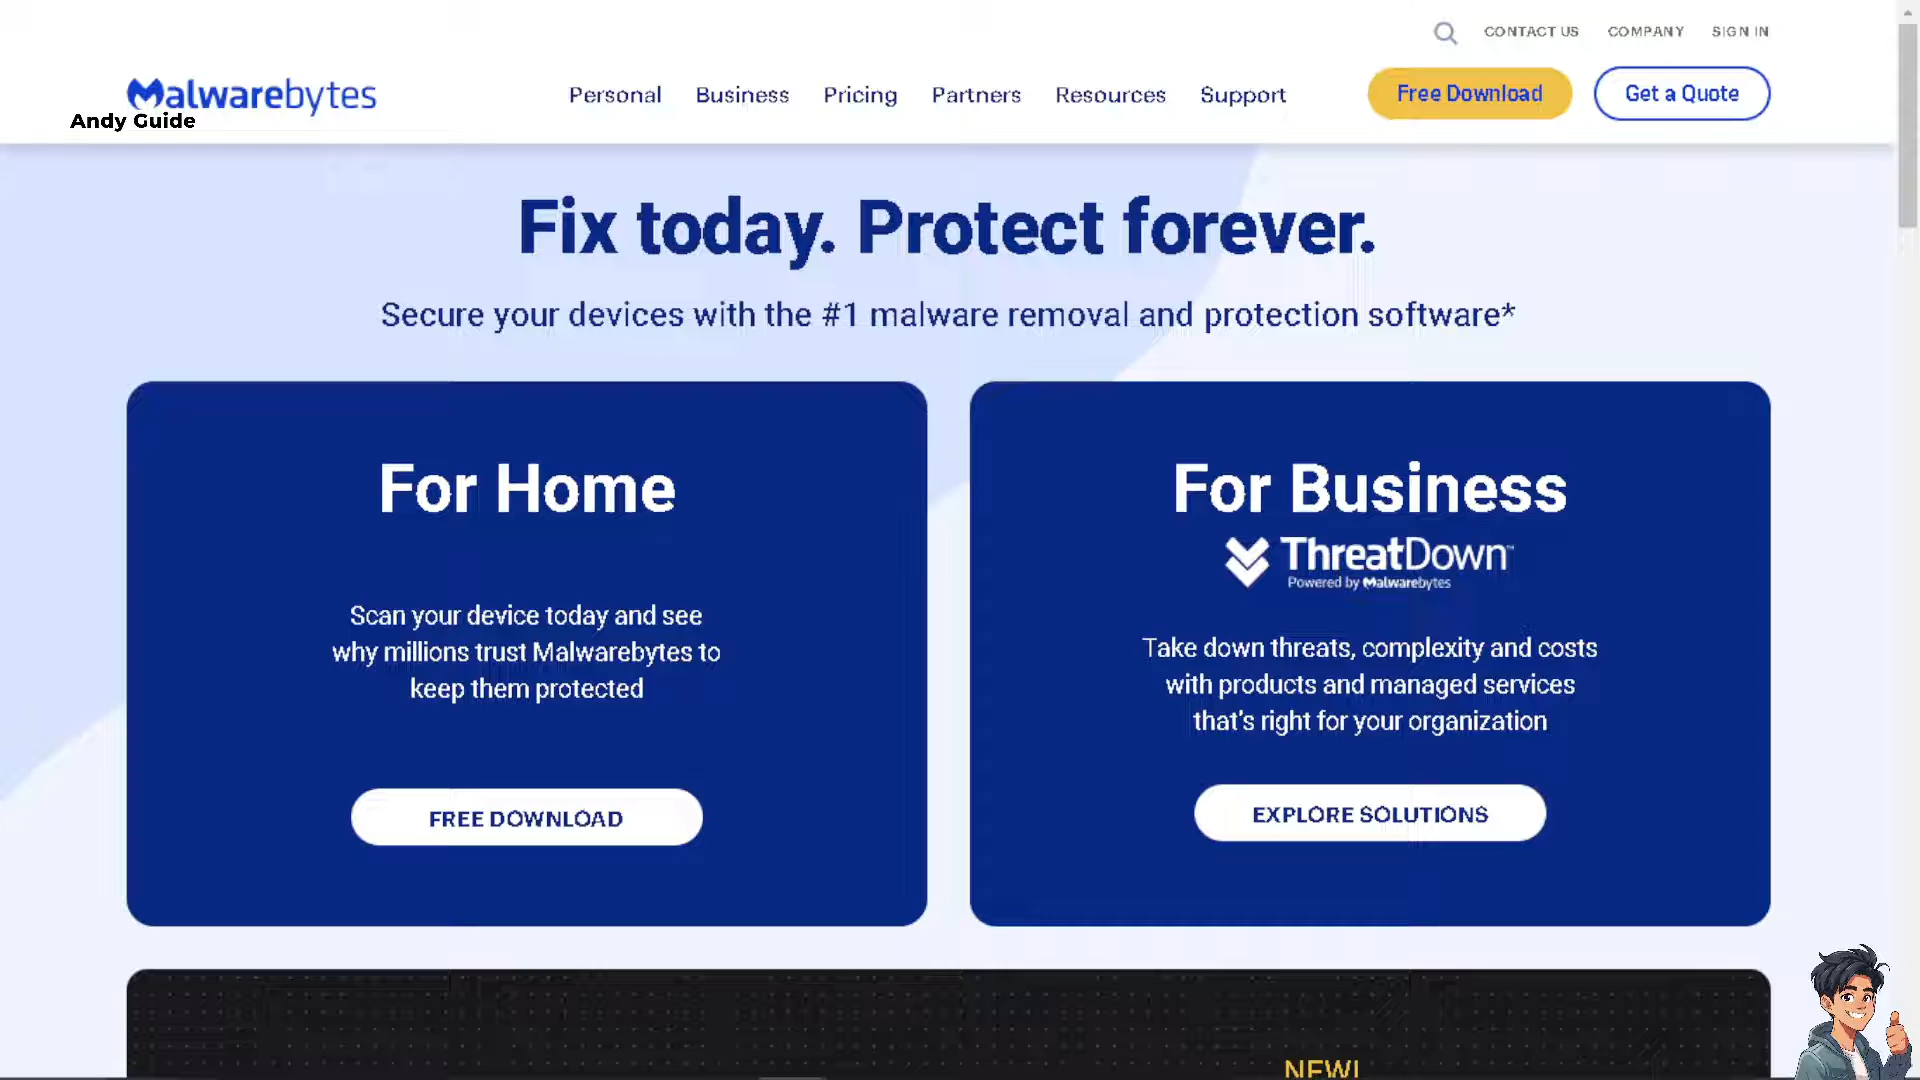 CONTACT US COMPANY SIGN IN
Malwarebytes
Personal Business Pricing Partners Resources Support
Free Download Get a Quote
Andy Guide
Fix today. Protect forever.
Secure your devices with the #1 malware removal and protection software*
For Home
Scan your device today and see
why millions trust Malwarebytes to
keep them protected
FREE DOWNLOAD
For Business
ThreatDown™
Powered by Malwarebytes
Take down threats, complexity and costs
with products and managed services
that's right for your organization
EXPLORE SOLUTIONS
NEW!